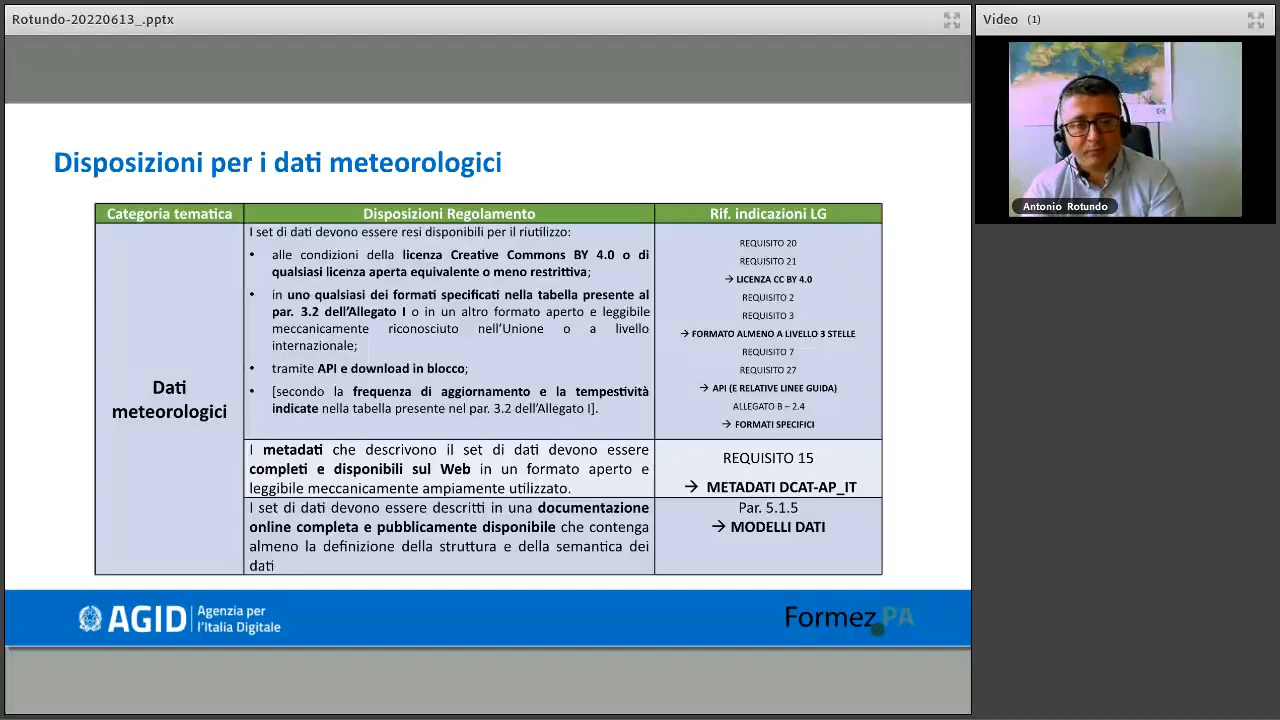 Rotundo-20220613_.pptx
Video (1)
Antonio Rotundo
Disposizioni per i dati meteorologici
Categoria tematica
Disposizioni Regolamento
Rif. indicazioni LG
Dati
meteorologici
I set di dati devono essere resi disponibili per il riutilizzo:
• alle condizioni della licenza Creative Commons BY 4.0 o di
qualsiasi licenza aperta equivalente o meno restrittiva;
• in uno qualsiasi dei formati specificati nella tabella presente al
par. 3.2 dell'Allegato I o in un altro formato aperto e leggibile
meccanicamente riconosciuto nell'Unione o a livello
internazionale;
• tramite API e download in blocco;
• [secondo la frequenza di aggiornamento e la tempestività
indicate nella tabella presente nel par. 3.2 dell'Allegato I].
REQUISITO 20
REQUISITO 21
→ LICENZA CC BY 4.0
REQUISITO 2
REQUISITO 3
→ FORMATO ALMENO A LIVELLO 3 STELLE
REQUISITO 7
REQUISITO 27
→ API (E RELATIVE LINEE GUIDA)
ALLEGATO B – 2.4
→ FORMATI SPECIFICI
I metadati che descrivono il set di dati devono essere
completi e disponibili sul Web in un formato aperto e
leggibile meccanicamente ampiamente utilizzato.
REQUISITO 15
→ METADATI DCAT-AP_IT
I set di dati devono essere descritti in una documentazione
online completa e pubblicamente disponibile che contenga
almeno la definizione della struttura e della semantica dei
dati
Par. 5.1.5
→ MODELLI DATI
AGID
Agenzia per
l'Italia Digitale
Formez PA